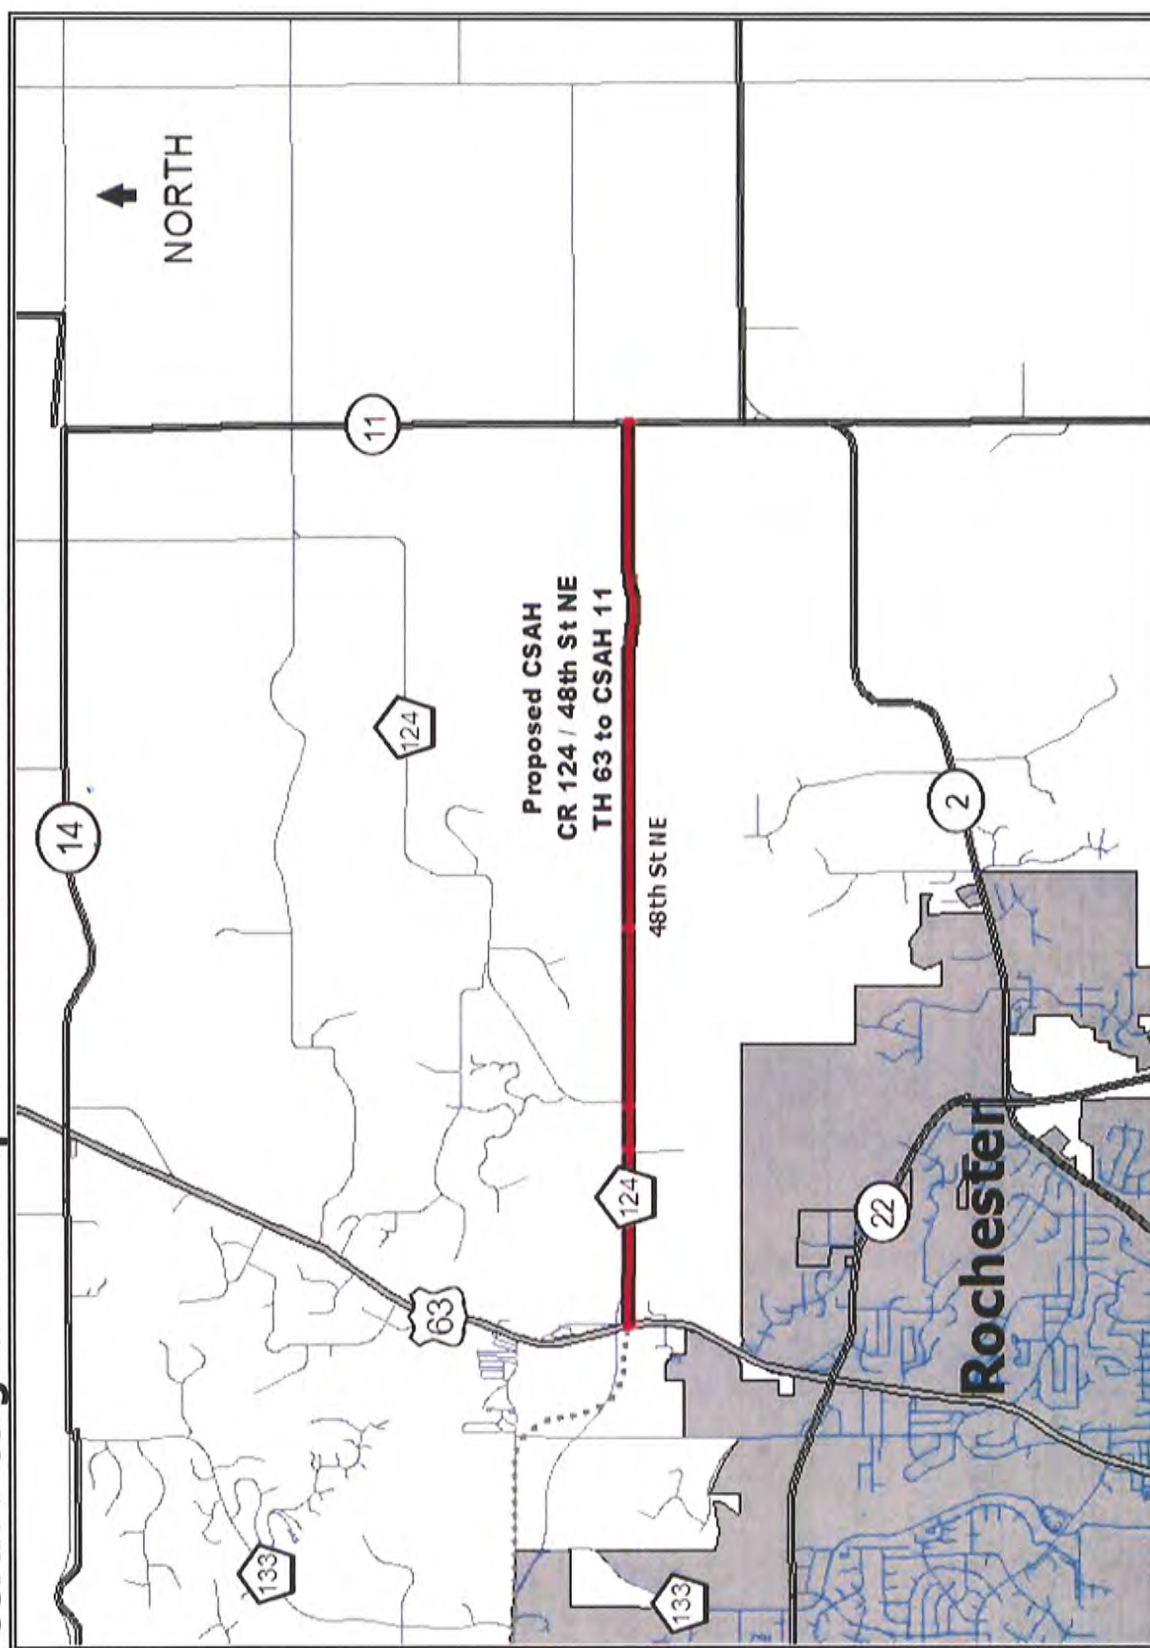 NORTH
14
11
124
Proposed CSAH
CR 124 / 48th St NE
TH 63 to CSAH 11
48th St NE
63
124
2
22
Rochester
133
133